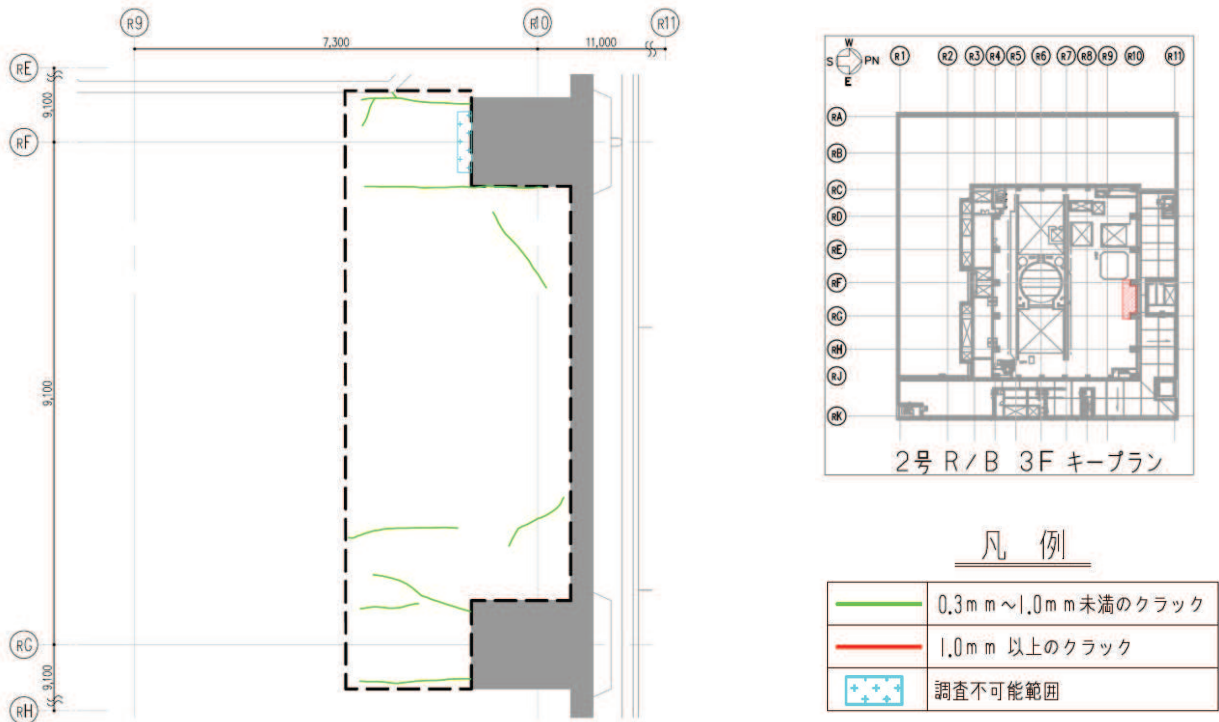 R9
R10
R11
7,300
11,000
RE
9,100
RF
9,100
RG
9,100
RH
W
S PN
E
R1 R2 R3 R4 R5 R6 R7 R8 R9 R10 R11
RA
RB
RC
RD
RE
RF
RG
RH
RJ
RK
2号 R/B 3F キープラン
凡 例
0.3mm~1.0mm未満のクラック
1.0mm 以上のクラック
調査不可能範囲